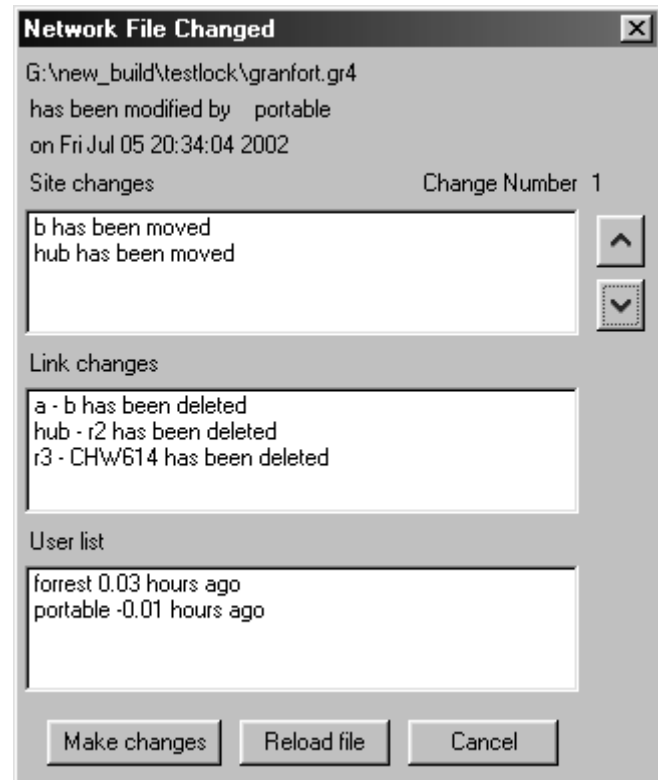 Network File Changed
G:\new_build\testlock\granfort.gr4
has been modified by portable
on Fri Jul 05 20:34:04 2002
Site changes Change Number 1
b has been moved
hub has been moved
Link changes
a - b has been deleted
hub - r2 has been deleted
r3 - CHW614 has been deleted
User list
forrest 0.03 hours ago
portable -0.01 hours ago
Make changes Reload file Cancel